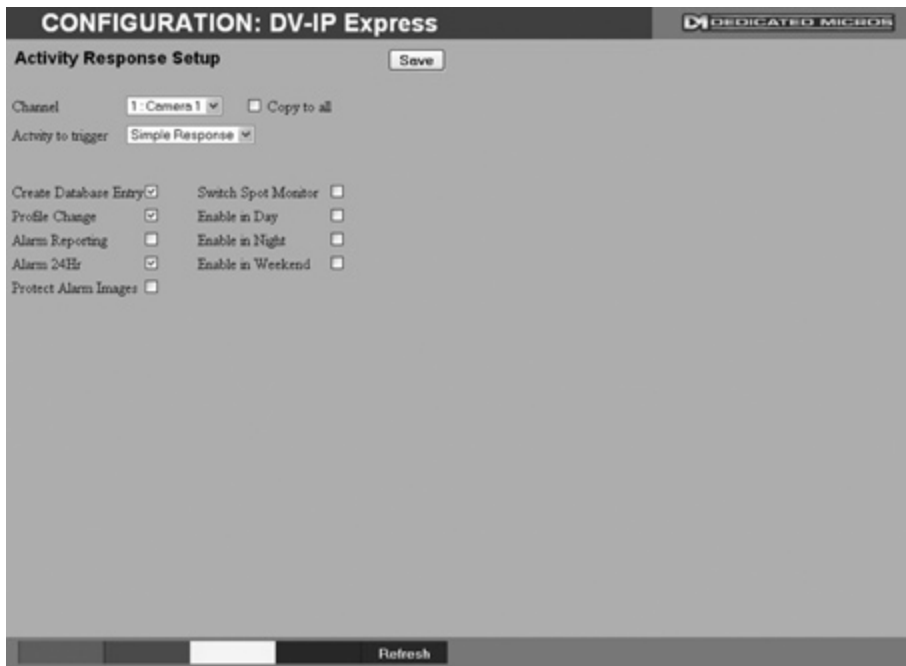 CONFIGURATION: DV-IP Express
DEDICATED MICROS
Activity Response Setup
Save
Channel
1 : Camera 1
Copy to all
Actvity to trigger
Simple Response
Create Database Entry
Switch Spot Monitor
Profile Change
Enable in Day
Alarm Reporting
Enable in Night
Alarm 24Hr
Enable in Weekend
Protect Alarm Images
Refresh